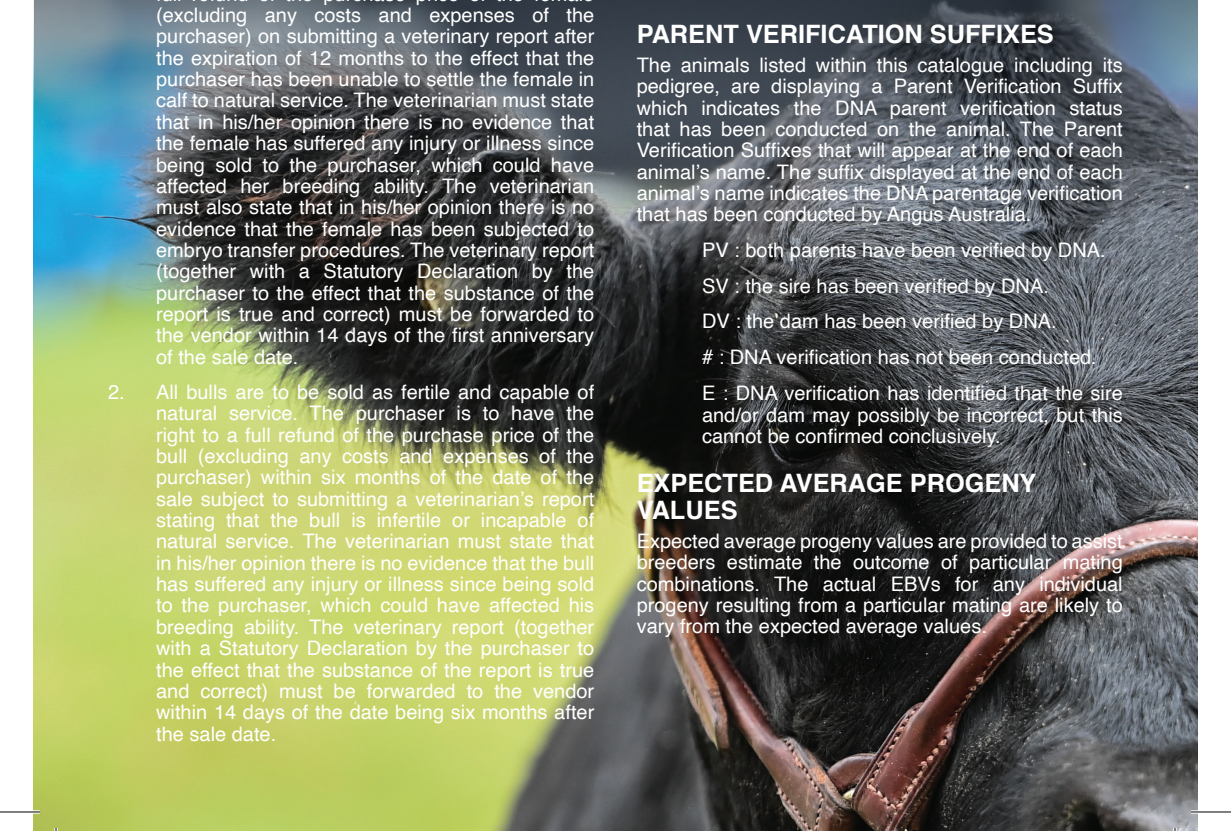 full refund of the purchase price of the female
(excluding any costs and expenses of the
purchaser) on submitting a veterinary report after
the expiration of 12 months to the effect that the
purchaser has been unable to settle the female in
calf to natural service. The veterinarian must state
that in his/her opinion there is no evidence that
the female has suffered any injury or illness since
being sold to the purchaser, which could have
affected her breeding ability. The veterinarian
must also state that in his/her opinion there is no
evidence that the female has been subjected to
embryo transfer procedures. The veterinary report
(together with a Statutory Declaration by the
purchaser to the effect that the substance of the
report is true and correct) must be forwarded to
the vendor within 14 days of the first anniversary
of the sale date.
2. All bulls are to be sold as fertile and capable of
natural service. The purchaser is to have the
right to a full refund of the purchase price of the
bull (excluding any costs and expenses of the
purchaser) within six months of the date of the
sale subject to submitting a veterinarian's report
stating that the bull is infertile or incapable of
natural service. The veterinarian must state that
in his/her opinion there is no evidence that the bull
has suffered any injury or illness since being sold
to the purchaser, which could have affected his
breeding ability. The veterinary report (together
with a Statutory Declaration by the purchaser to
the effect that the substance of the report is true
and correct) must be forwarded to the vendor
within 14 days of the date being six months after
the sale date.
PARENT VERIFICATION SUFFIXES
The animals listed within this catalogue including its
pedigree, are displaying a Parent Verification Suffix
which indicates the DNA parent verification status
that has been conducted on the animal. The Parent
Verification Suffixes that will appear at the end of each
animal's name. The suffix displayed at the end of each
animal's name indicates the DNA parentage verification
that has been conducted by Angus Australia.
PV : both parents have been verified by DNA.
SV : the sire has been verified by DNA.
DV : the dam has been verified by DNA.
# : DNA verification has not been conducted.
E : DNA verification has identified that the sire
and/or dam may possibly be incorrect, but this
cannot be confirmed conclusively.
EXPECTED AVERAGE PROGENY
VALUES
Expected average progeny values are provided to assist
breeders estimate the outcome of particular mating
combinations. The actual EBVs for any individual
progeny resulting from a particular mating are likely to
vary from the expected average values.